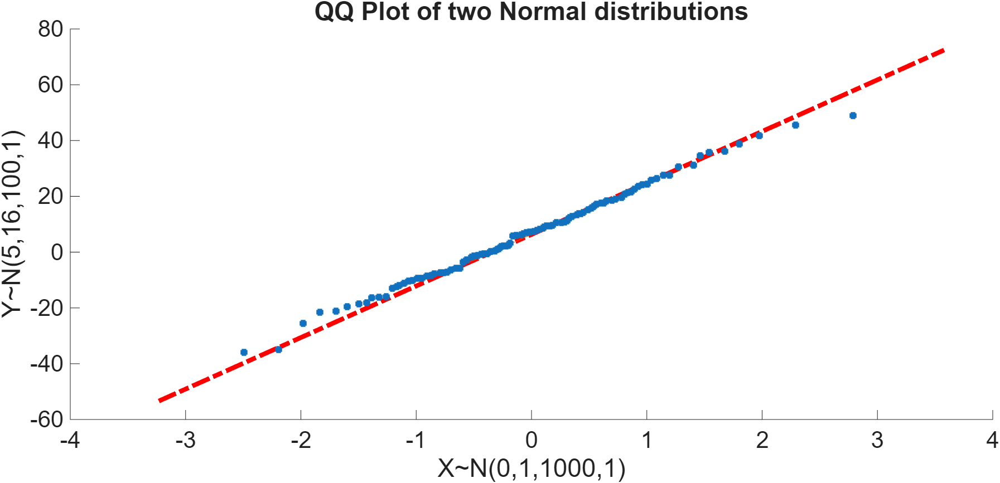 QQ Plot of two Normal distributions
80
60
40
20
0
-20
-40
-60
Y~N(5,16,100,1)
-4 -3 -2 -1 0 1 2 3 4
X~N(0,1,1000,1)